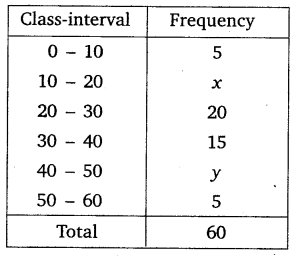 Class-interval Frequency
0 – 10 5
10 – 20 x
20 – 30 20
30 – 40 15
40 – 50 y
50 – 60 5
Total 60